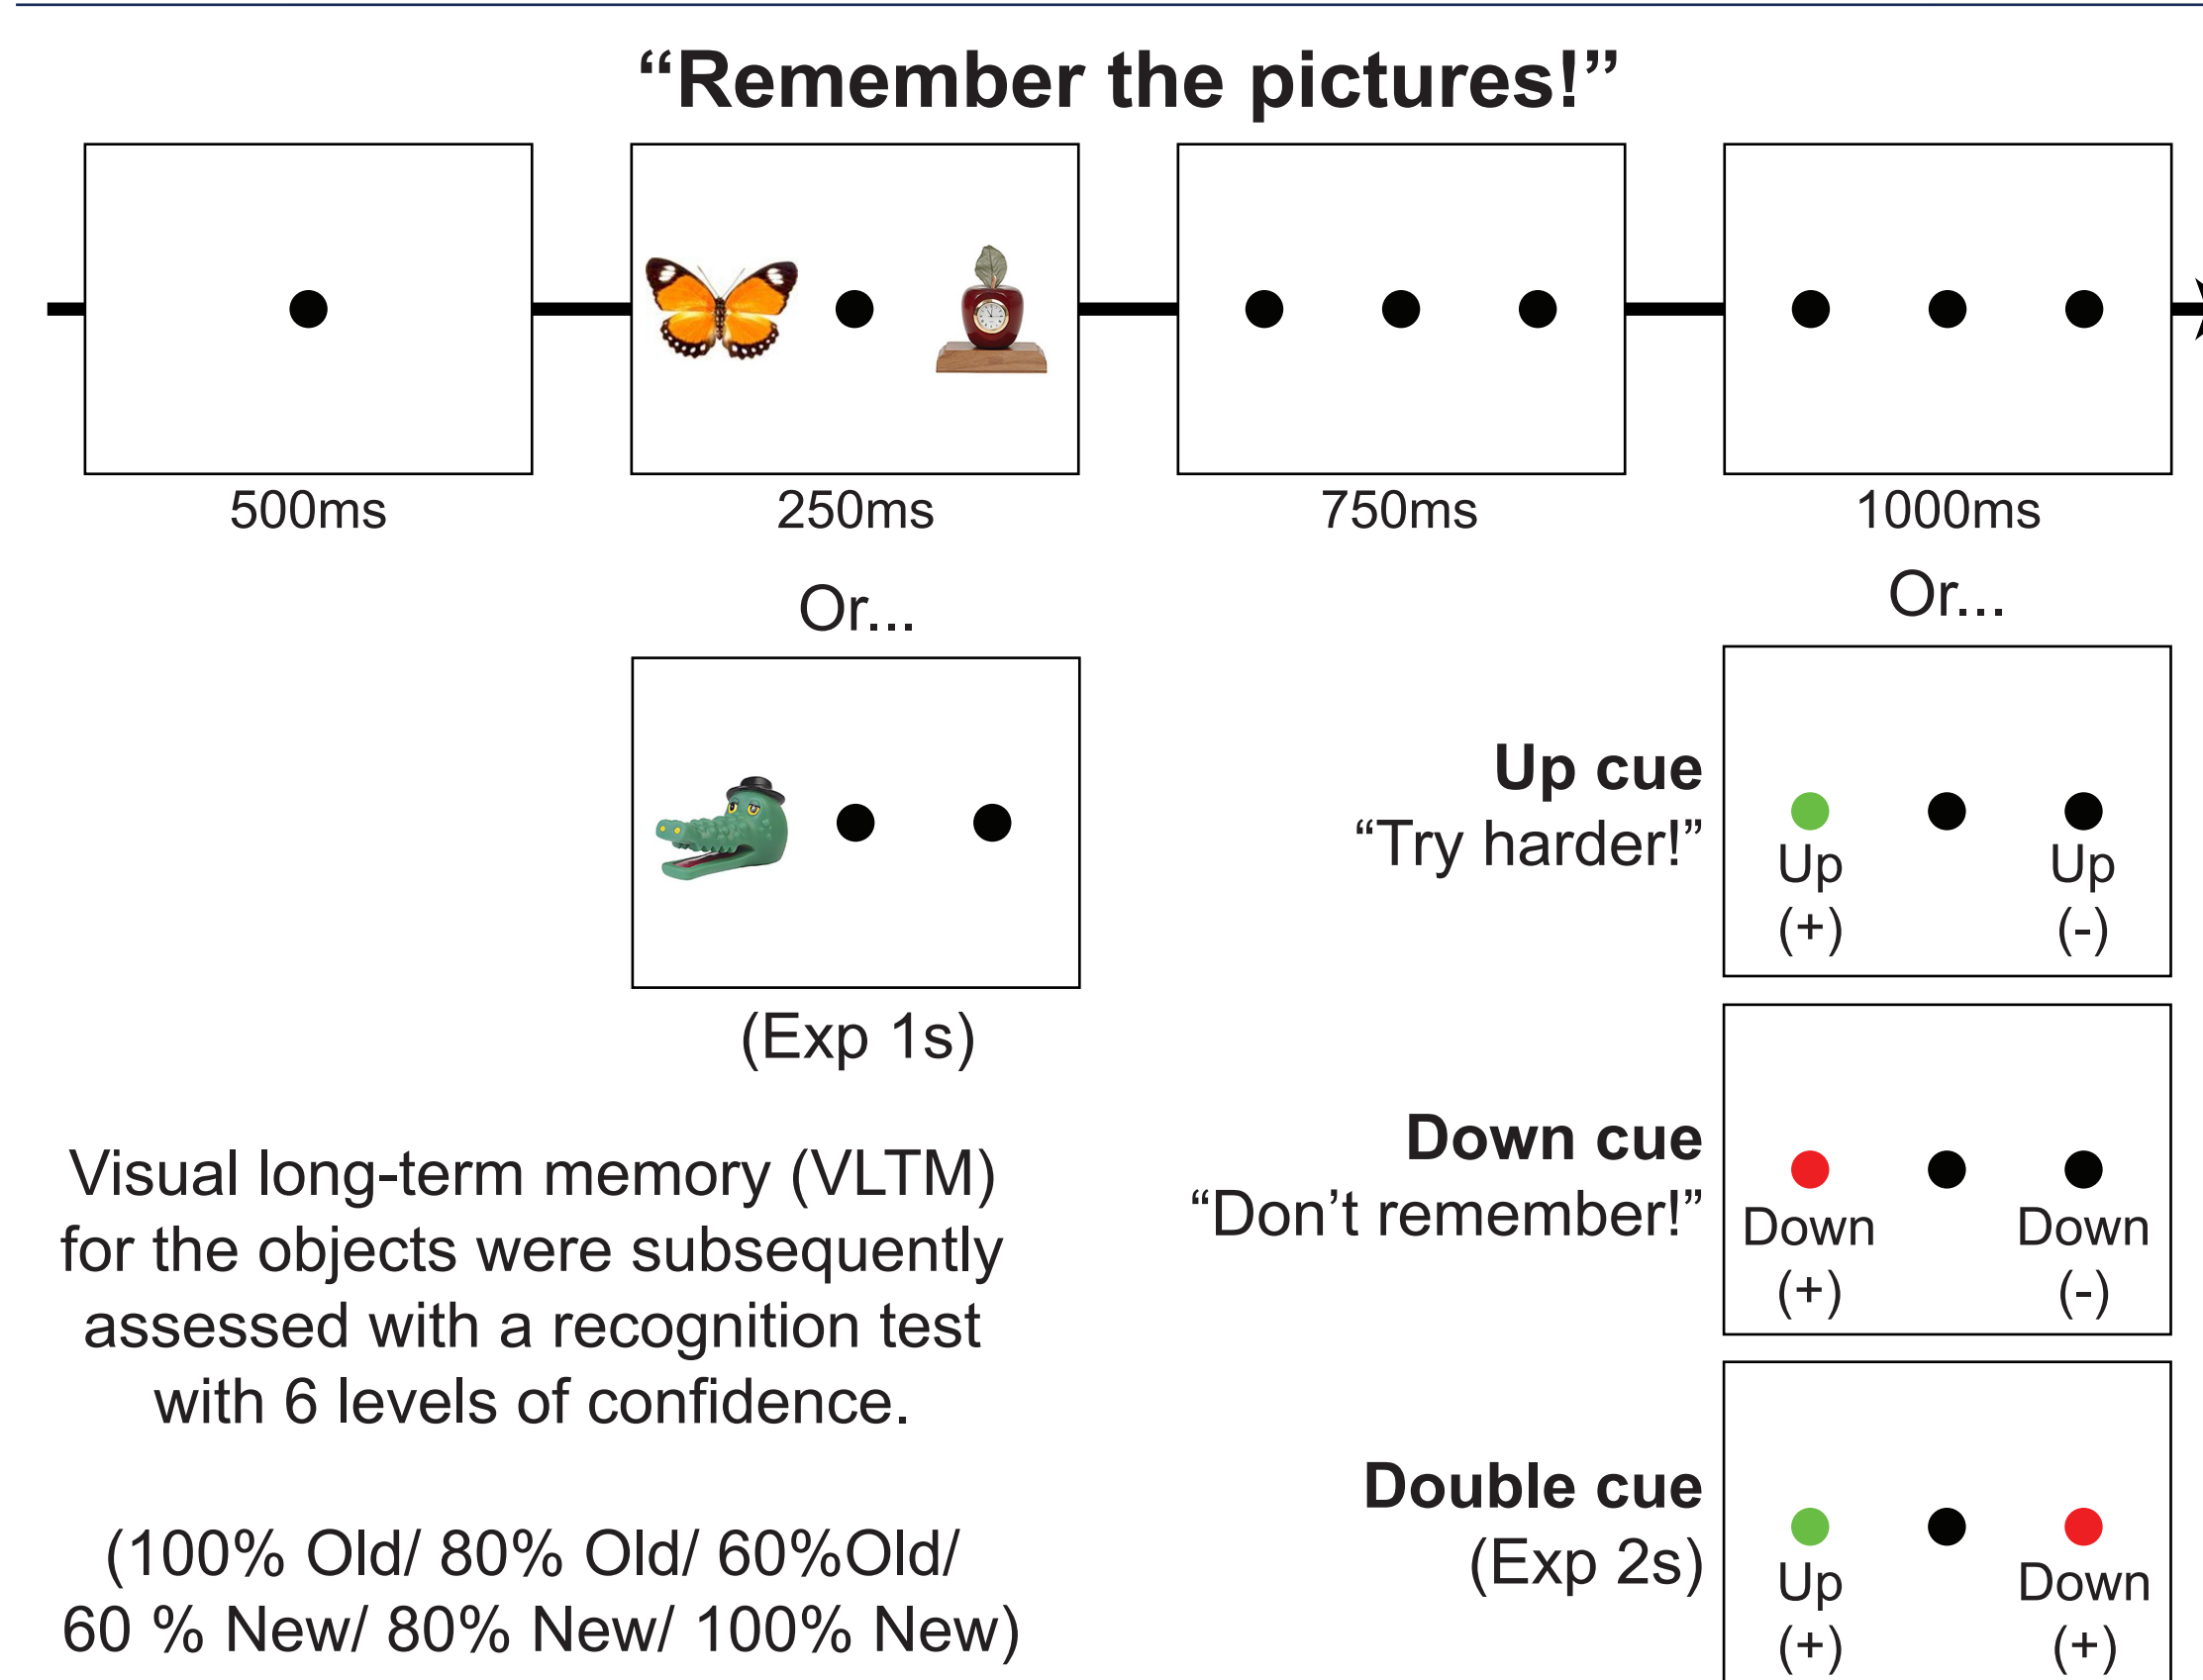 “Remember the pictures!”
500ms
250ms
750ms
1000ms
Or...
(Exp 1s)
Visual long-term memory (VLTM)
for the objects were subsequently
assessed with a recognition test
with 6 levels of confidence.
(100% Old/ 80% Old/ 60%Old/
60 % New/ 80% New/ 100% New)
Or...
Up cue
“Try harder!”
Up Up
(+) (-)
Down cue
“Don’t remember!”
Down Down
(+) (-)
Double cue
(Exp 2s)
Up Down
(+) (+)